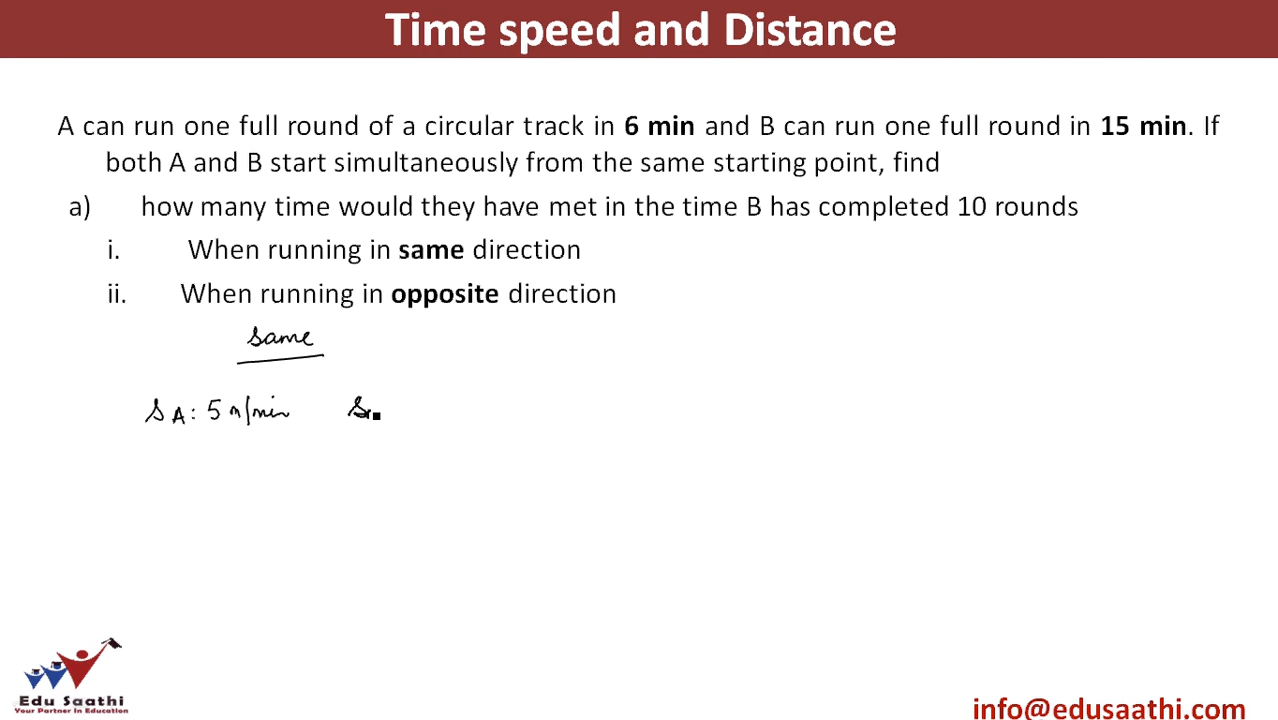 Time speed and Distance
A can run one full round of a circular track in 6 min and B can run one full round in 15 min. If
both A and B start simultaneously from the same starting point, find
a) how many time would they have met in the time B has completed 10 rounds
i. When running in same direction
ii. When running in opposite direction
same
S A : 5 m/min S
Edu Saathi
Your Partner in Education
info@edusaathi.com